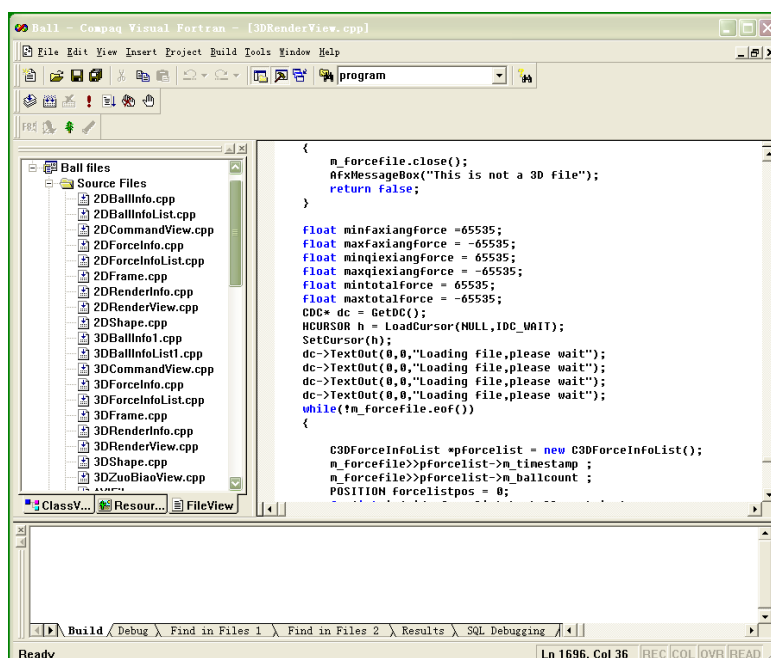 Ball - Compaq Visual Fortran - [3DRenderView.cpp]
File Edit View Insert Project Build Tools Window Help
program
Ball files
Source Files
2DBallInfo.cpp
2DBallInfoList.cpp
2DCommandView.cpp
2DForceInfo.cpp
2DForceInfoList.cpp
2DFrame.cpp
2DRenderInfo.cpp
2DRenderView.cpp
2DShape.cpp
3DBallInfo1.cpp
3DBallInfoList1.cpp
3DCommandView.cpp
3DForceInfo.cpp
3DForceInfoList.cpp
3DFrame.cpp
3DRenderInfo.cpp
3DRenderView.cpp
3DShape.cpp
3DZuoBiaoView.cpp
ClassV... Resour... FileView
{
m_forcefile.close();
AfxMessageBox("This is not a 3D file");
return false;
}
float minfaxiangforce =65535;
float maxfaxiangforce = -65535;
float minqiexiangforce = 65535;
float maxqiexiangforce = -65535;
float mintotalforce = 65535;
float maxtotalforce = -65535;
CDC* dc = GetDC();
HCURSOR h = LoadCursor(NULL,IDC_WAIT);
SetCursor(h);
dc->TextOut(0,0,"Loading file,please wait");
dc->TextOut(0,0,"Loading file,please wait");
dc->TextOut(0,0,"Loading file,please wait");
dc->TextOut(0,0,"Loading file,please wait");
while(!m_forcefile.eof())
{
C3DForceInfoList *pforcelist = new C3DForceInfoList();
m_forcefile>>pforcelist->m_timestamp ;
m_forcefile>>pforcelist->m_ballcount ;
POSITION forcelistpos = 0;
Build Debug Find in Files 1 Find in Files 2 Results SQL Debugging
Ready Ln 1696, Col 36 REC COL OVR READ